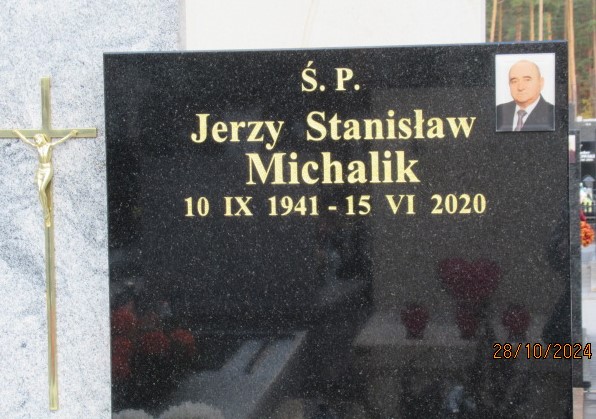 Ś. P.
Jerzy Stanisław
Michalik
10 IX 1941 - 15 VI 2020
28/10/2024